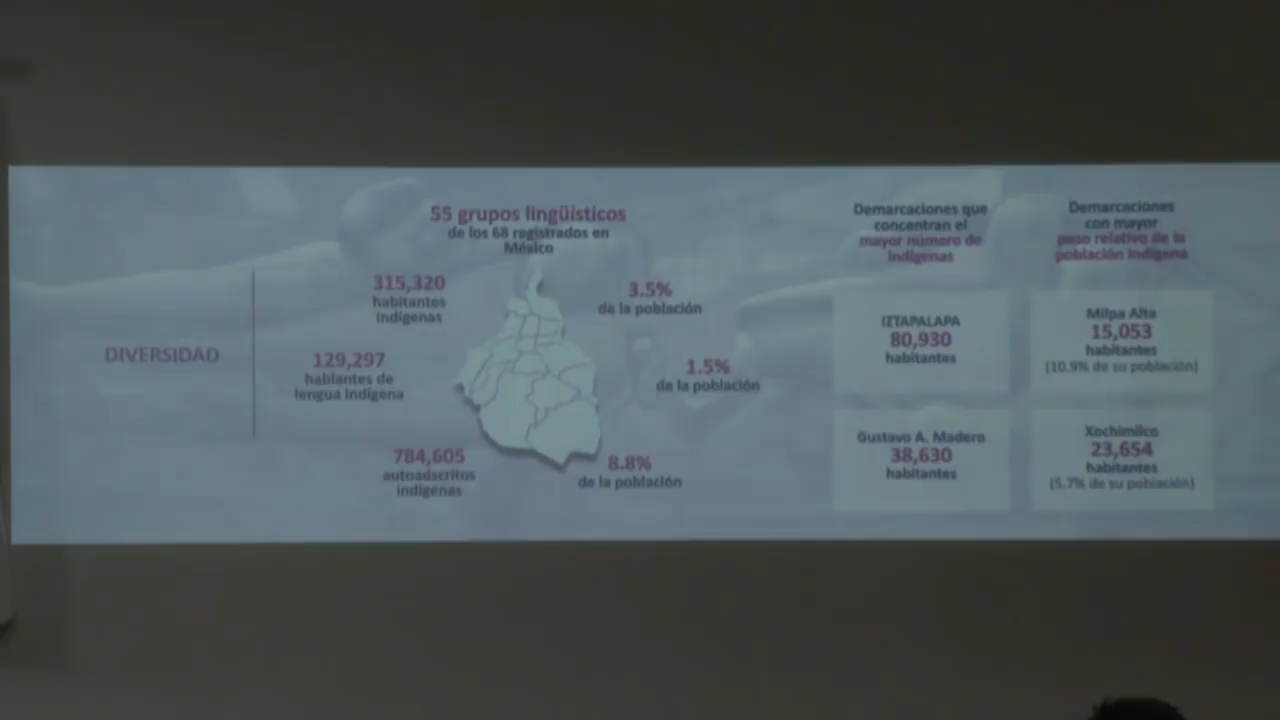 DIVERSIDAD
55 grupos lingüísticos
de los 68 registrados en
México
315,320
habitantes
indígenas
3.5%
de la población
129,297
hablantes de
lengua indígena
1.5%
de la población
784,605
autoadscritos
indígenas
8.8%
de la población
Demarcaciones que
concentran el
mayor número de
indígenas
IZTAPALAPA
80,930
habitantes
Gustavo A. Madero
38,630
habitantes
Demarcaciones
con mayor
peso relativo de la
población indígena
Milpa Alta
15,053
habitantes
(10.9% de su población)
Xochimilco
23,654
habitantes
(5.7% de su población)